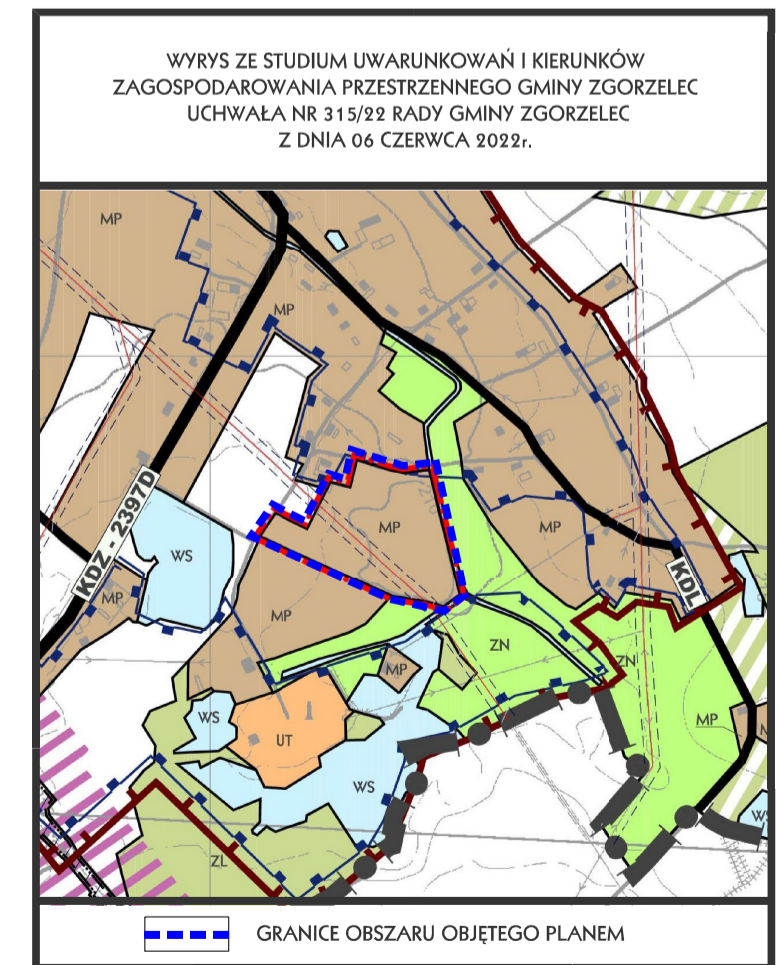 WYRYS ZE STUDIUM UWARUNKOWAŃ I KIERUNKÓW
ZAGOSPODAROWANIA PRZESTRZENNEGO GMINY ZGORZELEC
UCHWAŁA NR 315/22 RADY GMINY ZGORZELEC
Z DNIA 06 CZERWCA 2022r.
MP
MP
MP
MP
WS
KDZ - 2397D
KDL
MP
MP
ZN
ZN
MP
WS
MP
UT
WS
WS
ZL
GRANICE OBSZARU OBJĘTEGO PLANEM